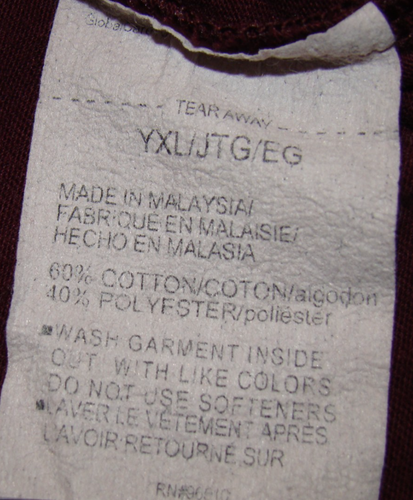 TEAR AWAY
YXL/JTG/EG
MADE IN MALAYSIA/
FABRIQUE EN MALAISIE/
HECHO EN MALASIA
60% COTTON/COTON/algodon
40% POLYESTER/poliester
WASH GARMENT INSIDE
OUT, WITH LIKE COLORS
DO NOT USE SOFTENERS
LAVER LE VETEMENT APRES
L'AVOIR RETOURNE SUR